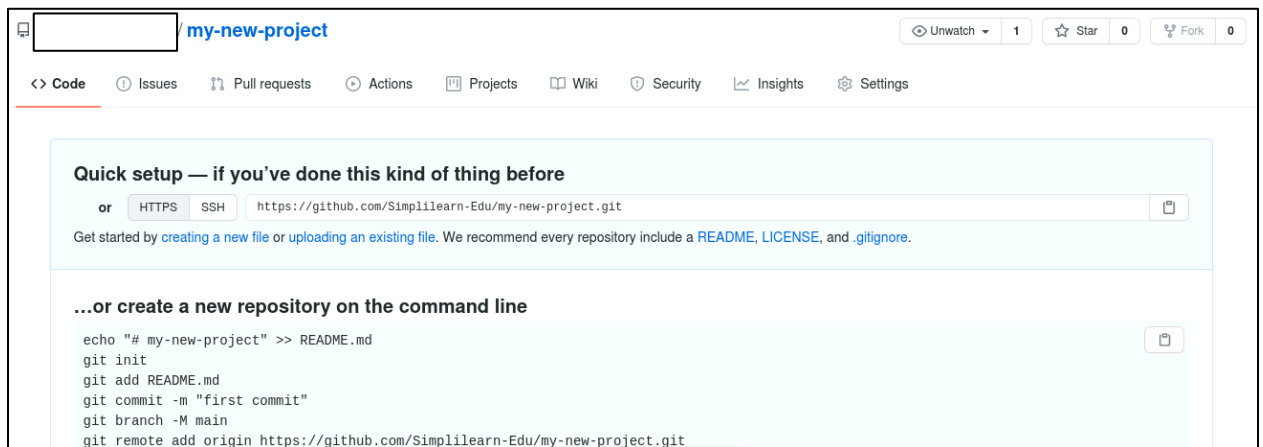 / my-new-project Unwatch 1 Star 0 Fork 0
<> Code Issues Pull requests Actions Projects Wiki Security Insights Settings
Quick setup — if you’ve done this kind of thing before
or HTTPS SSH https://github.com/Simplilearn-Edu/my-new-project.git
Get started by creating a new file or uploading an existing file. We recommend every repository include a README, LICENSE, and .gitignore.
…or create a new repository on the command line
echo "# my-new-project" >> README.md
git init
git add README.md
git commit -m "first commit"
git branch -M main
git remote add origin https://github.com/Simplilearn-Edu/my-new-project.git